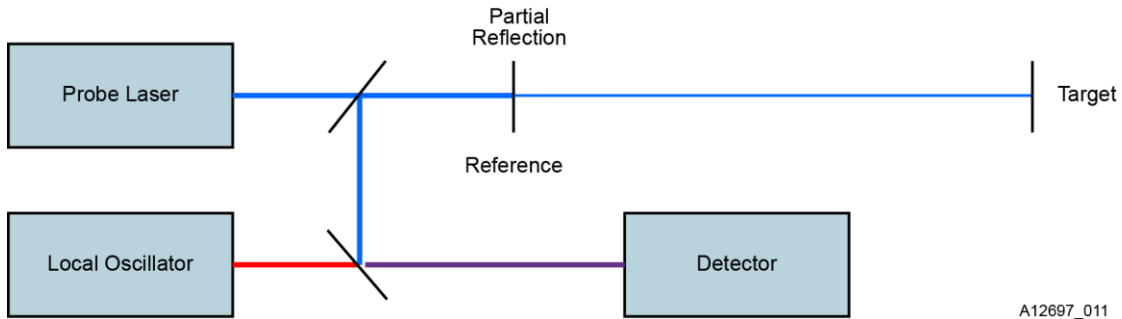 Partial
Reflection
Probe Laser
Target
Reference
Local Oscillator
Detector
A12697_011